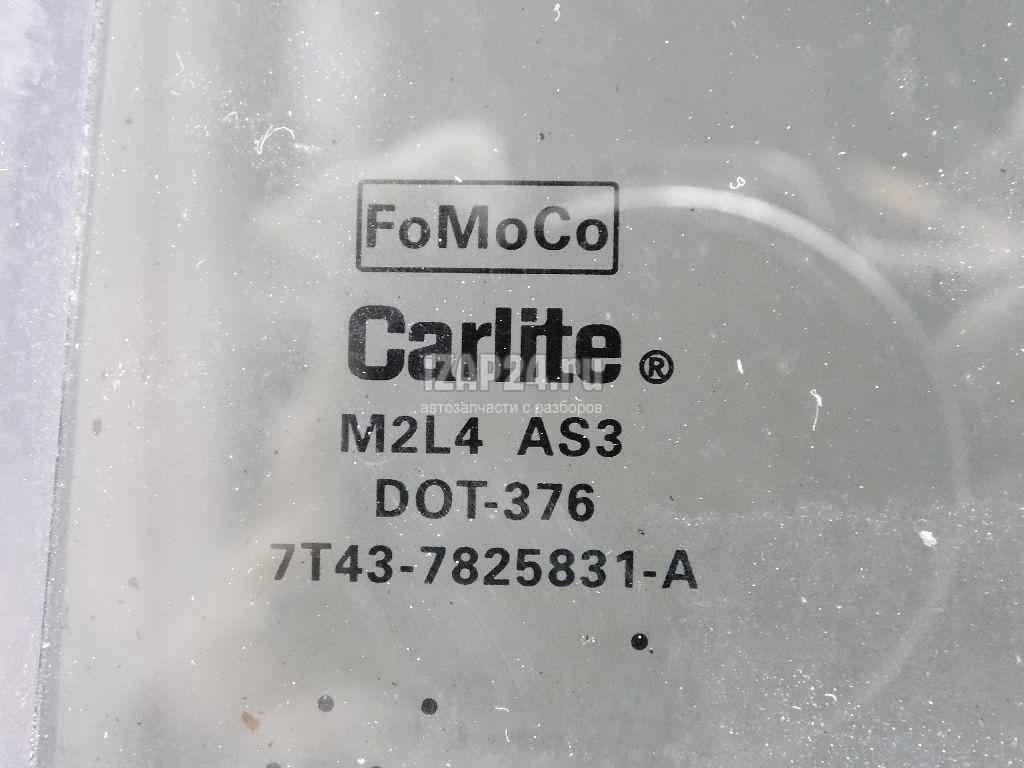 FoMoCo
Carlite®
iZAP24.ru
автозапчасти с разборов
M2L4 AS3
DOT-376
7T43-7825831-A